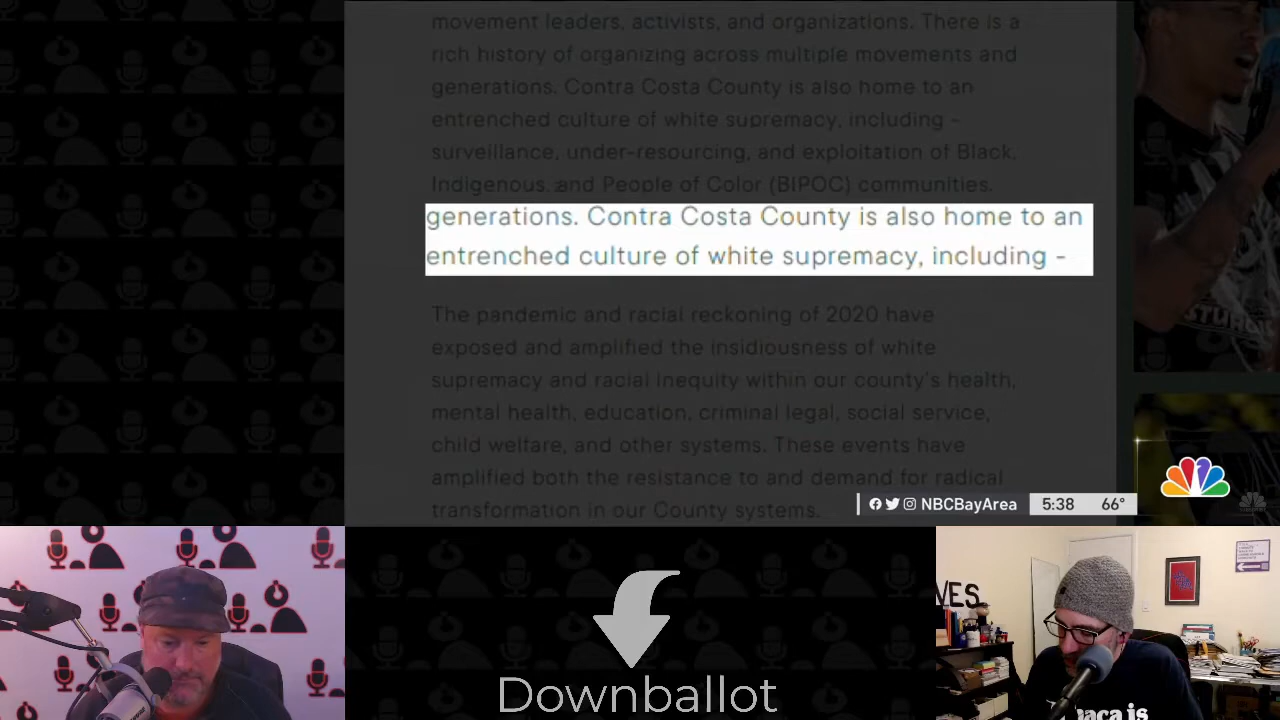 movement leaders, activists, and organizations. There is a
rich history of organizing across multiple movements and
generations. Contra Costa County is also home to an
entrenched culture of white supremacy, including -
surveillance, under-resourcing, and exploitation of Black,
Indigenous, and People of Color (BIPOC) communities.
generations. Contra Costa County is also home to an
entrenched culture of white supremacy, including -
The pandemic and racial reckoning of 2020 have
exposed and amplified the insidiousness of white
supremacy and racial inequity within our county's health,
mental health, education, criminal legal, social service,
child welfare, and other systems. These events have
amplified both the resistance to and demand for radical
transformation in our County systems.
NBCBayArea 5:38 66°
Downballot